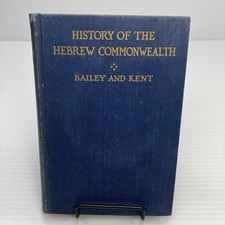 HISTORY OF THE
HEBREW COMMONWEALTH
BAILEY AND KENT